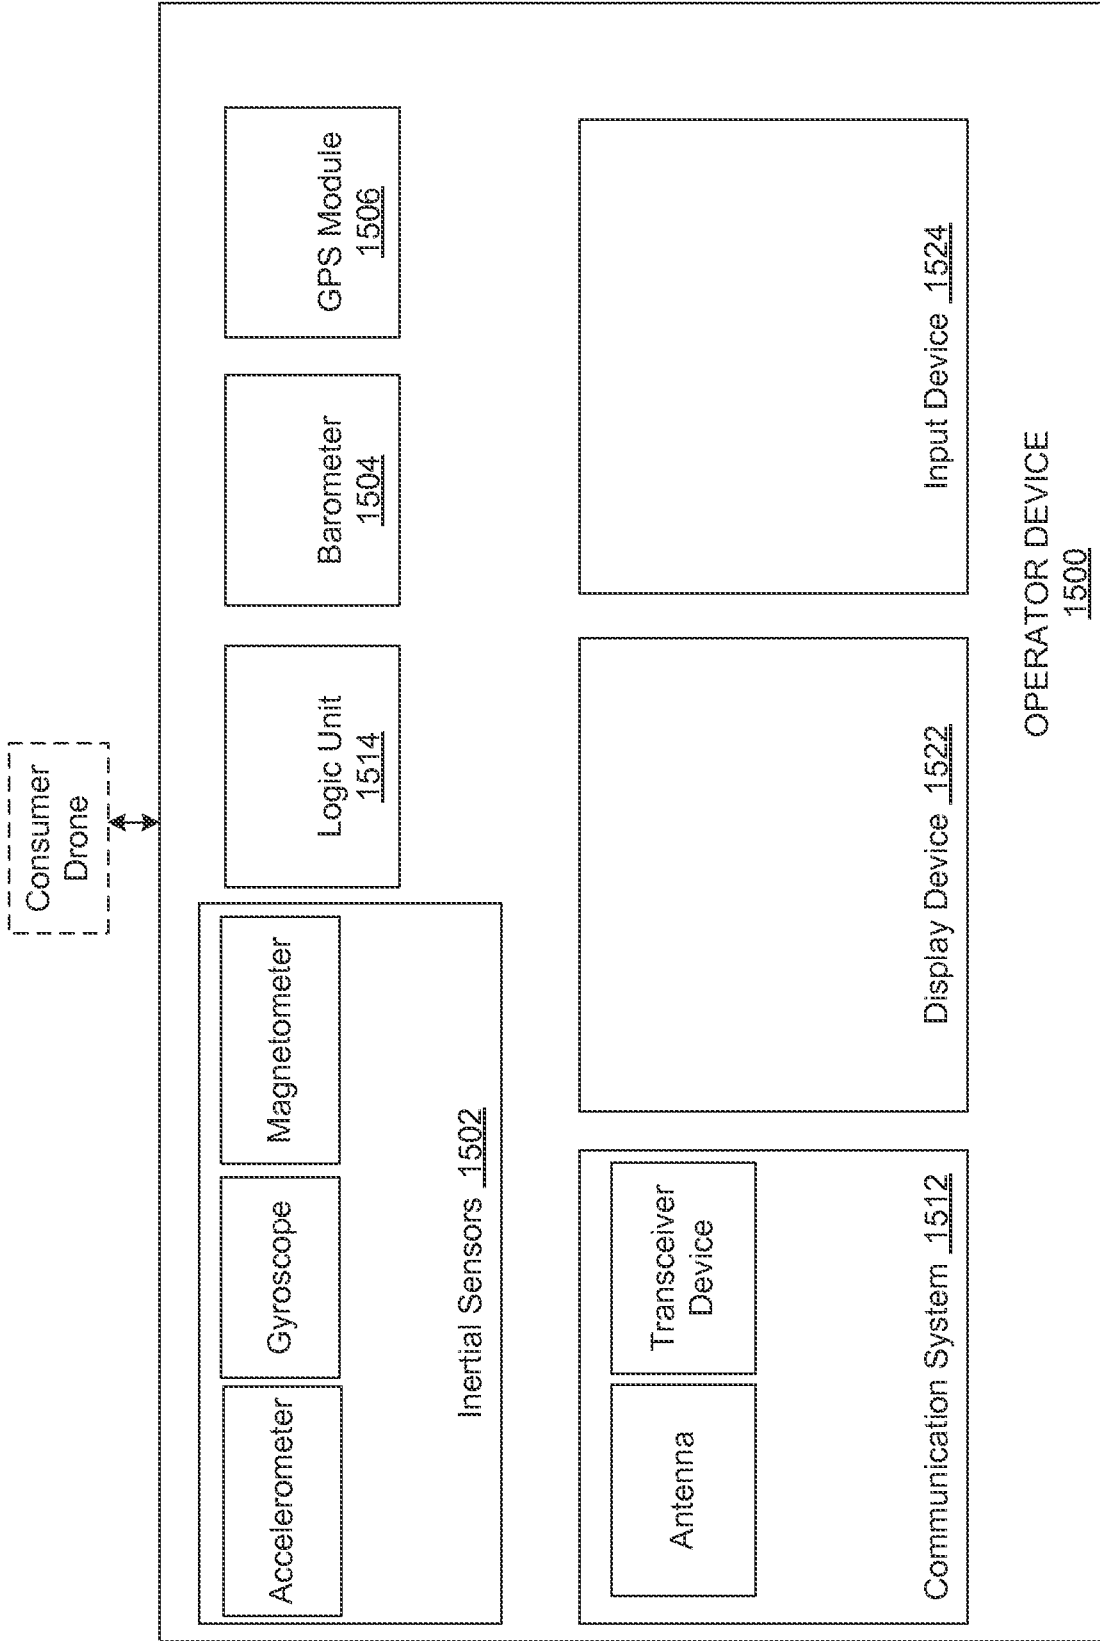 Consumer
Drone
Accelerometer
Gyroscope
Magnetometer
Inertial Sensors 1502
Logic Unit
1514
Barometer
1504
GPS Module
1506
Antenna
Transceiver
Device
Communication System 1512
Display Device 1522
Input Device 1524
OPERATOR DEVICE
1500